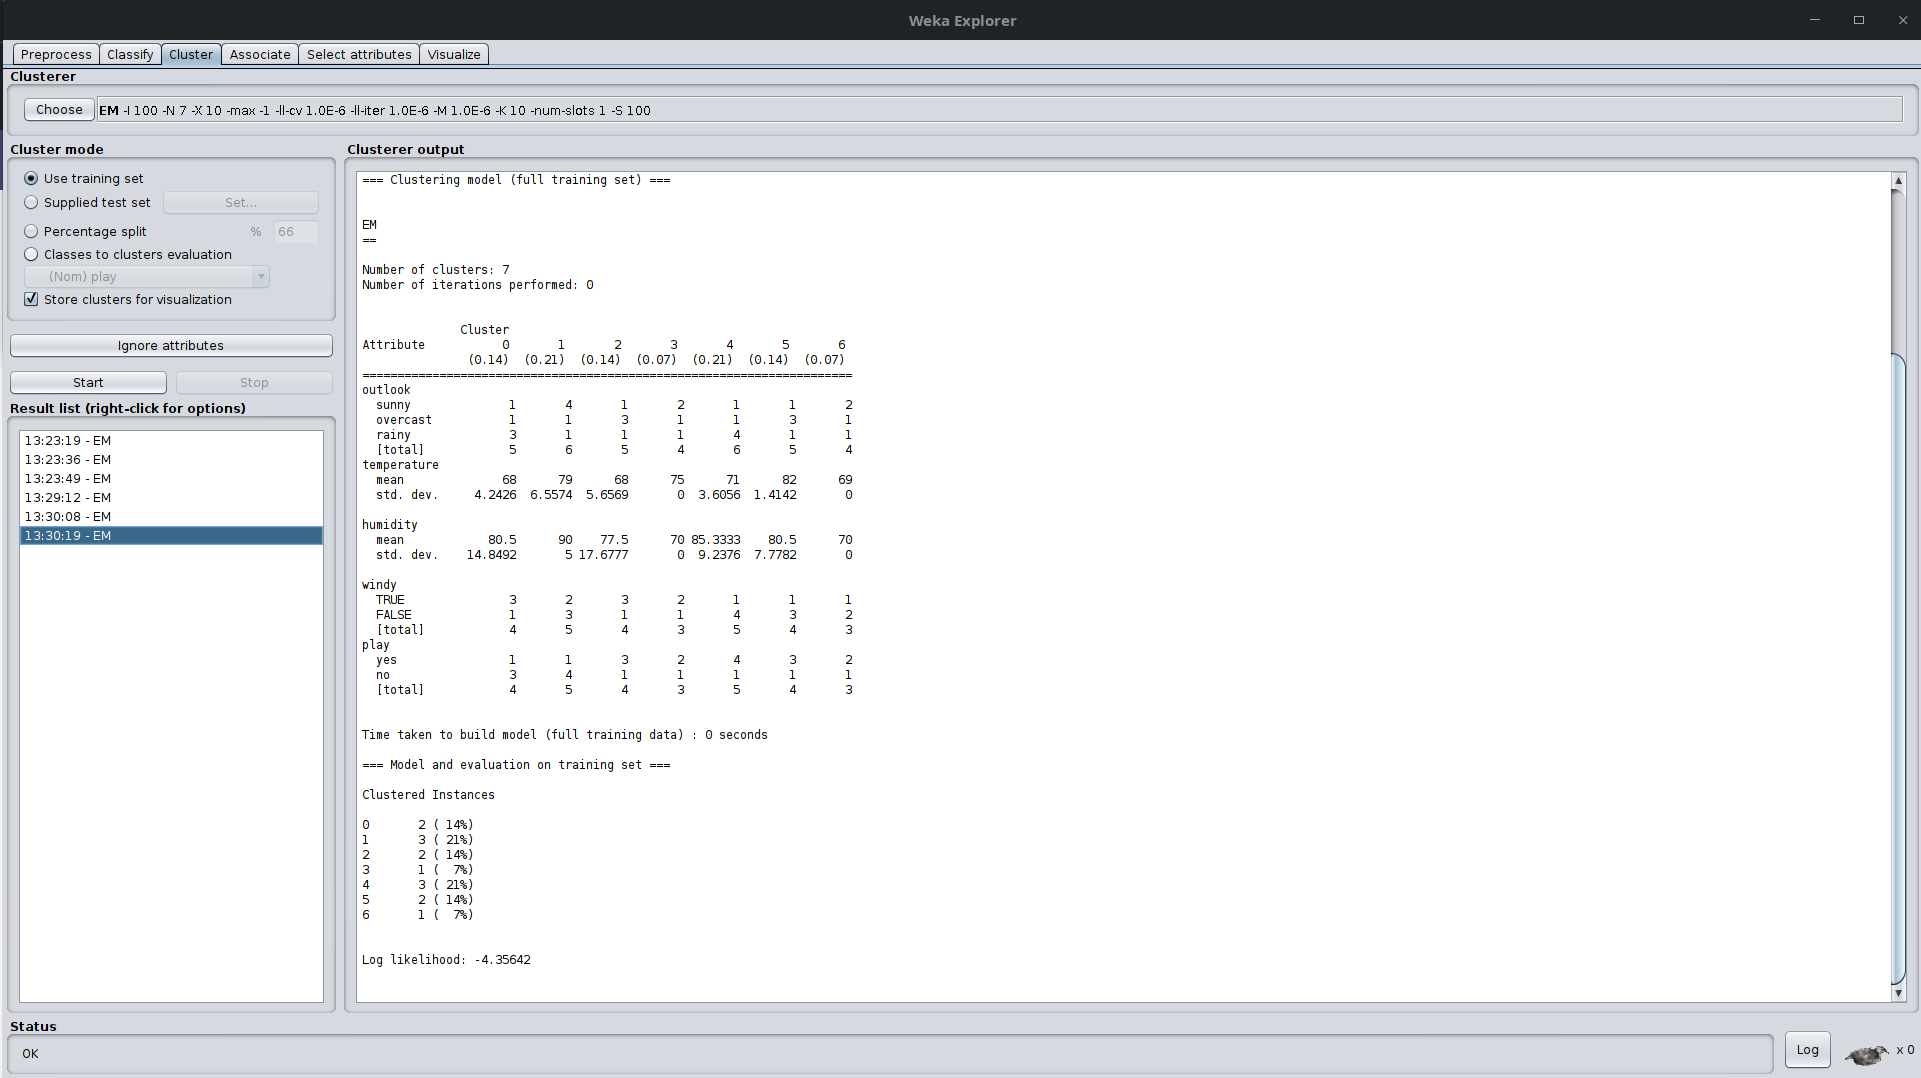 Weka Explorer
Preprocess Classify Cluster Associate Select attributes Visualize
Clusterer
Choose EM -I 100 -N 7 -X 10 -max -1 -ll-cv 1.0E-6 -ll-iter 1.0E-6 -M 1.0E-6 -K 10 -num-slots 1 -S 100
Cluster mode
Use training set
Supplied test set Set...
Percentage split % 66
Classes to clusters evaluation
(Nom) play
Store clusters for visualization
Ignore attributes
Start Stop
Result list (right-click for options)
13:23:19 - EM
13:23:36 - EM
13:23:49 - EM
13:29:12 - EM
13:30:08 - EM
13:30:19 - EM
Clusterer output
=== Clustering model (full training set) ===
EM
==
Number of clusters: 7
Number of iterations performed: 0
Cluster
Attribute 0 1 2 3 4 5 6
(0.14) (0.21) (0.14) (0.07) (0.21) (0.14) (0.07)
======================================================================
outlook
sunny 1 4 1 2 1 1 2
overcast 1 1 3 1 1 3 1
rainy 3 1 1 1 4 1 1
[total] 5 6 5 4 6 5 4
temperature
mean 68 79 68 75 71 82 69
std. dev. 4.2426 6.5574 5.6569 0 3.6056 1.4142 0
humidity
mean 80.5 90 77.5 70 85.3333 80.5 70
std. dev. 14.8492 5 17.6777 0 9.2376 7.7782 0
windy
TRUE 3 2 3 2 1 1 1
FALSE 1 3 1 1 4 3 2
[total] 4 5 4 3 5 4 3
play
yes 1 1 3 2 4 3 2
no 3 4 1 1 1 1 1
[total] 4 5 4 3 5 4 3
Time taken to build model (full training data) : 0 seconds
=== Model and evaluation on training set ===
Clustered Instances
0 2 ( 14%)
1 3 ( 21%)
2 2 ( 14%)
3 1 ( 7%)
4 3 ( 21%)
5 2 ( 14%)
6 1 ( 7%)
Log likelihood: -4.35642
Status
OK
Log x 0